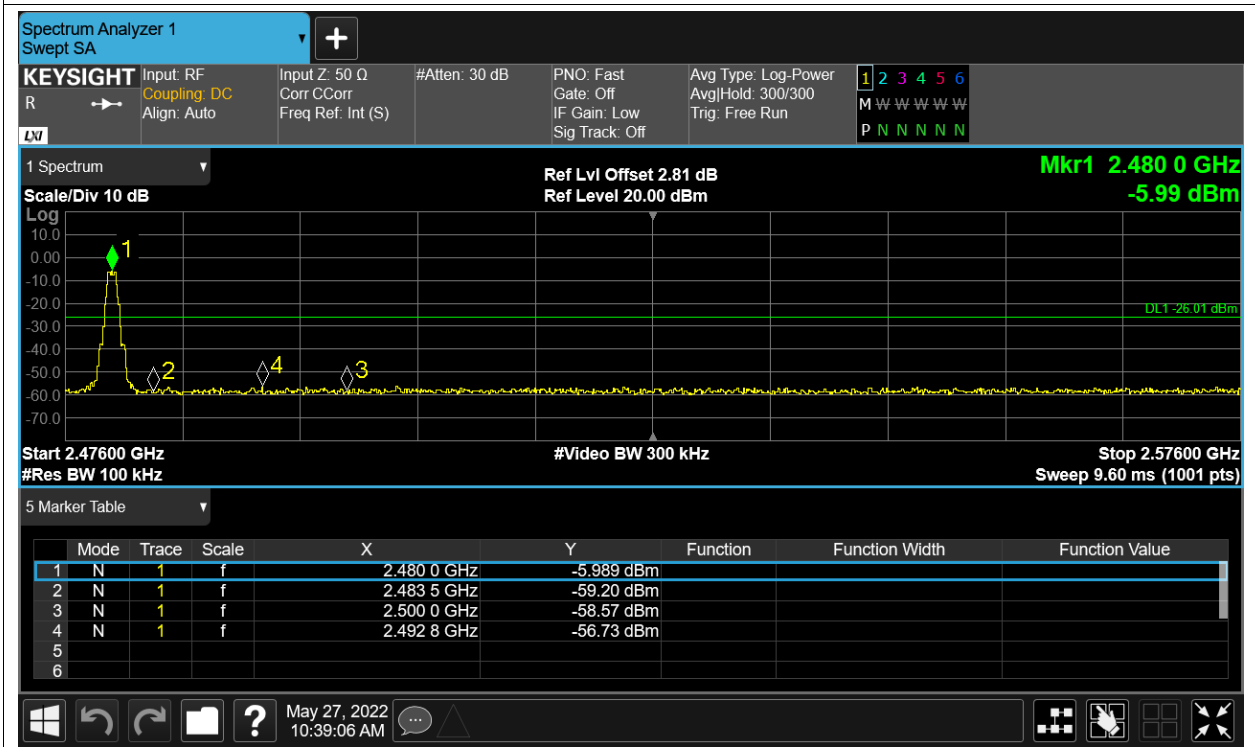 Spectrum Analyzer 1
Swept SA
+
KEYSIGHT Input: RF Input Z: 50 Ω #Atten: 30 dB PNO: Fast Avg Type: Log-Power 1 2 3 4 5 6
R Coupling: DC Corr CCorr Gate: Off Avg|Hold: 300/300 M W W W W W
Align: Auto Freq Ref: Int (S) IF Gain: Low Trig: Free Run
LXI Sig Track: Off P N N N N N
1 Spectrum Ref Lvl Offset 2.81 dB Mkr1 2.480 0 GHz
Scale/Div 10 dB Ref Level 20.00 dBm -5.99 dBm
Log
10.0
1
0.00
-10.0
-20.0
DL1 -26.01 dBm
-30.0
-40.0
-50.0 2 4 3
-60.0
-70.0
Start 2.47600 GHz #Video BW 300 kHz Stop 2.57600 GHz
#Res BW 100 kHz Sweep 9.60 ms (1001 pts)
5 Marker Table
Mode Trace Scale X Y Function Function Width Function Value
1 N 1 f 2.480 0 GHz -5.989 dBm
2 N 1 f 2.483 5 GHz -59.20 dBm
3 N 1 f 2.500 0 GHz -58.57 dBm
4 N 1 f 2.492 8 GHz -56.73 dBm
5
6
? May 27, 2022
10:39:06 AM